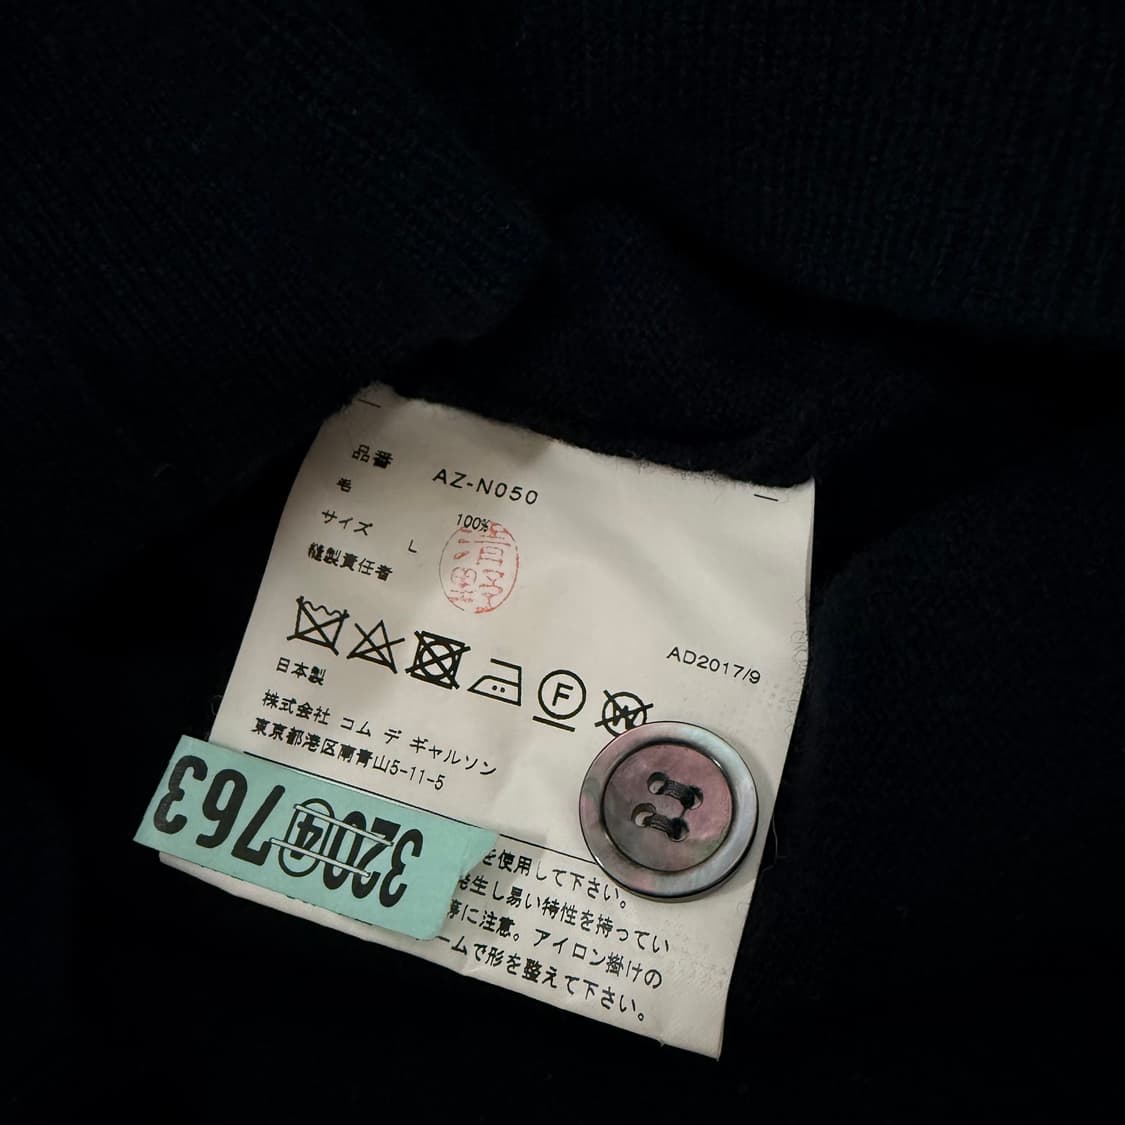 品番 AZ-N050
毛 100%
サイズ L
縫製責任者
AD2017/9
F
W
日本製
株式会社 コム デ ギャルソン
東京都港区南青山5-11-5
を使用して下さい。
発生し易い特性を持ってい
等に注意。アイロン掛けの
ームで形を整えて下さい。
763